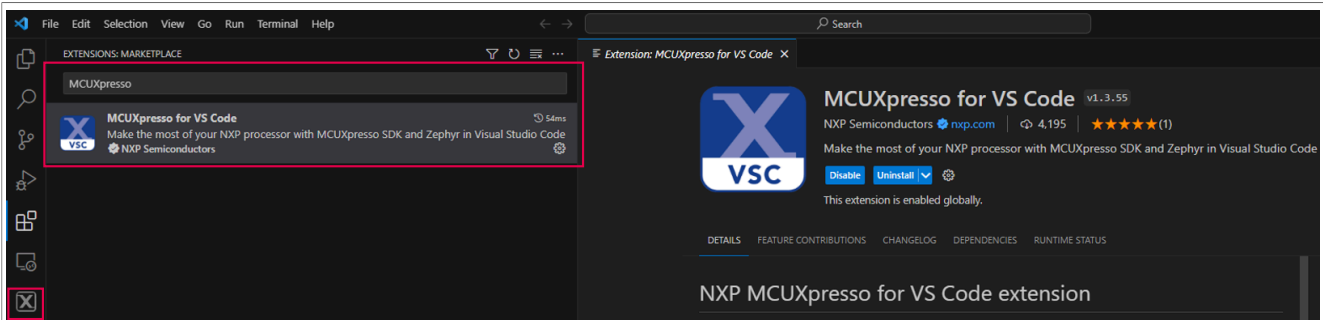 File Edit Selection View Go Run Terminal Help
Search
EXTENSIONS: MARKETPLACE
MCUXpresso
MCUXpresso for VS Code
54ms
Make the most of your NXP processor with MCUXpresso SDK and Zephyr in Visual Studio Code
NXP Semiconductors
VSC
Extension: MCUXpresso for VS Code
VSC
MCUXpresso for VS Code v1.3.55
NXP Semiconductors nxp.com | 4,195 | ★★★★★(1)
Make the most of your NXP processor with MCUXpresso SDK and Zephyr in Visual Studio Code
Disable Uninstall
This extension is enabled globally.
DETAILS FEATURE CONTRIBUTIONS CHANGELOG DEPENDENCIES RUNTIME STATUS
NXP MCUXpresso for VS Code extension